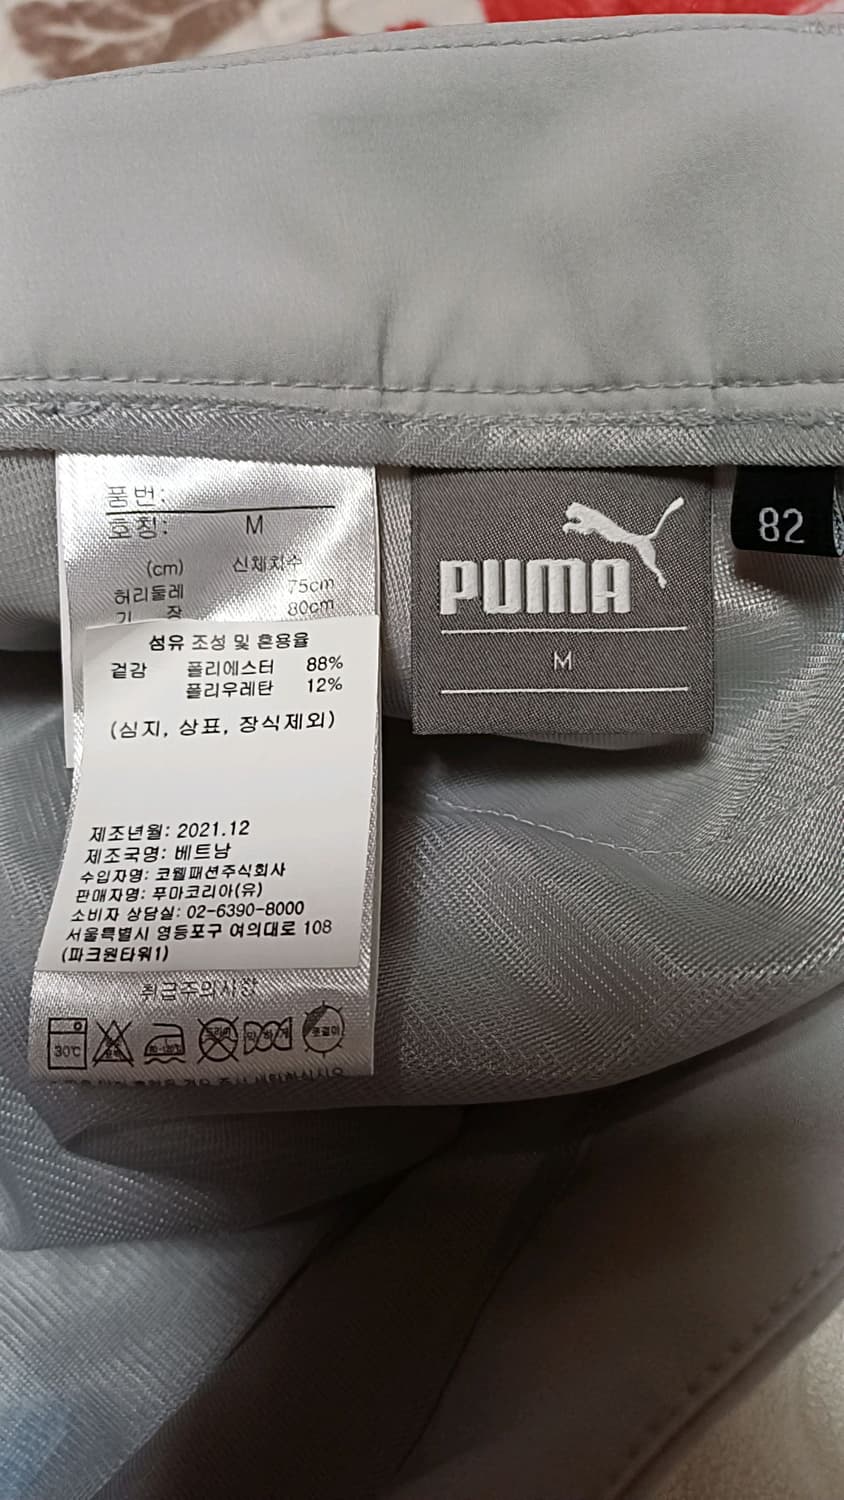 품번:
호칭: M
(cm) 신체치수
허리둘레 75cm
기 장 80cm
섬유 조성 및 혼용율
겉감 폴리에스터 88%
폴리우레탄 12%
(심지, 상표, 장식제외)
제조년월: 2021.12
제조국명: 베트남
수입자명: 코웰패션주식회사
판매자명: 푸마코리아(유)
소비자 상담실: 02-6390-8000
서울특별시 영등포구 여의대로 108
(파크원타워1)
취급주의사항
30℃
PUMA
M
82